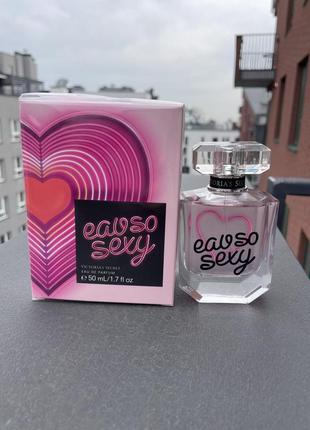 eau so
sexy
VICTORIA'S SECRET
EAU DE PARFUM
℮ 50 mL/1.7 fl oz
eau so
sexy